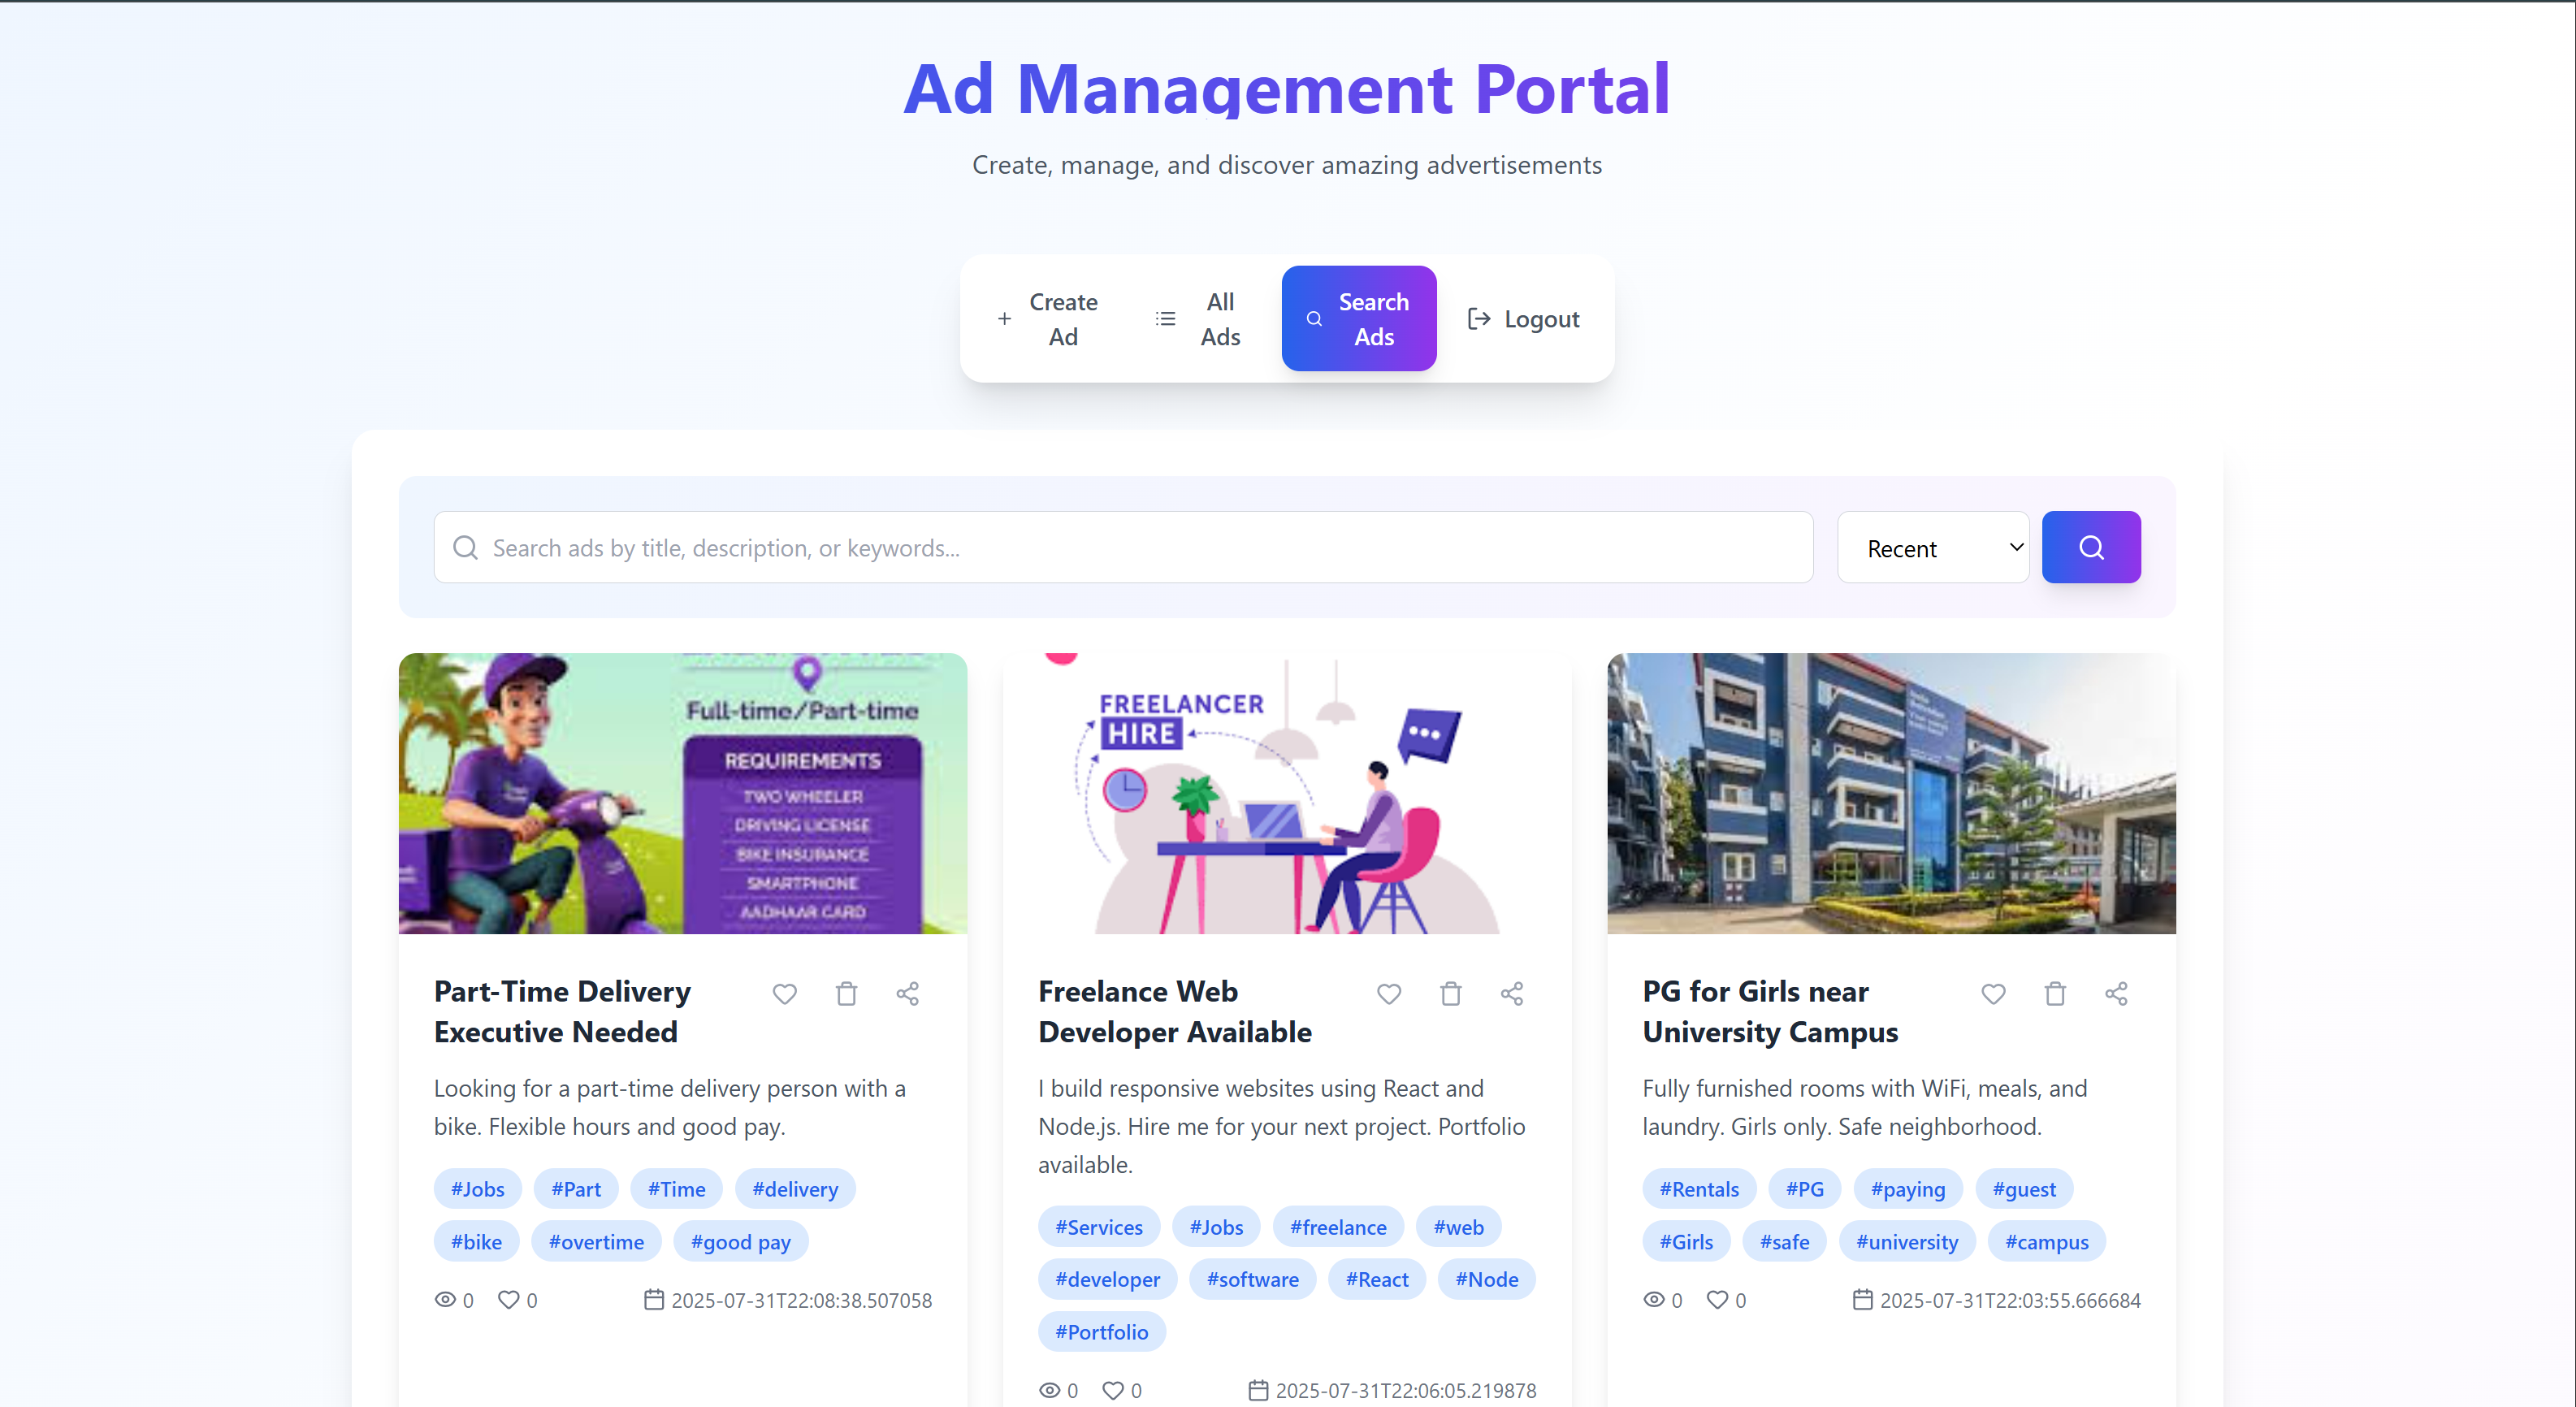 Ad Management Portal
Create, manage, and discover amazing advertisements
Create
Ad
All
Ads
Search
Ads
Logout
Search ads by title, description, or keywords...
Recent
Full-time/Part-time
REQUIREMENTS
TWO WHEELER
DRIVING LICENSE
BIKE INSURANCE
SMARTPHONE
AADHAAR CARD
FREELANCER
HIRE
Part-Time Delivery
Executive Needed
Looking for a part-time delivery person with a
bike. Flexible hours and good pay.
#Jobs #Part #Time #delivery
#bike #overtime #good pay
0 0 2025-07-31T22:08:38.507058
Freelance Web
Developer Available
I build responsive websites using React and
Node.js. Hire me for your next project. Portfolio
available.
#Services #Jobs #freelance #web
#developer #software #React #Node
#Portfolio
0 0 2025-07-31T22:06:05.219878
PG for Girls near
University Campus
Fully furnished rooms with WiFi, meals, and
laundry. Girls only. Safe neighborhood.
#Rentals #PG #paying #guest
#Girls #safe #university #campus
0 0 2025-07-31T22:03:55.666684